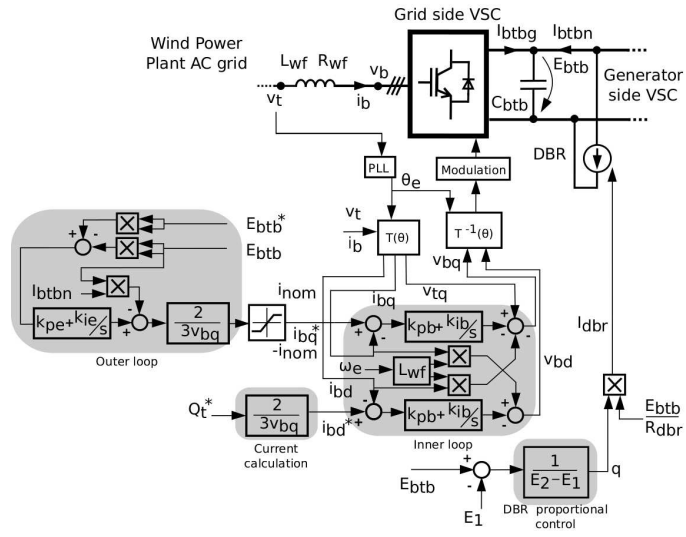 Grid side VSC
Wind Power
Plant AC grid
Lwf Rwf
vb
vt
ib
Ibtbg
Ibtbn
Ebtb
Cbtb
Generator
side VSC
DBR
PLL
Modulation
θe
vt
ib
T(θ)
T⁻¹(θ)
vbq
Ebtb*
Ebtb
Ibtbn
kpe+kie/s
2
3vbq
Outer loop
inom
ibq*
-inom
ibq
vtq
kpb+kib/s
ωe
Lwf
ibd
vbd
kpb+kib/s
Inner loop
Qt*
2
3vbq
ibd*
Current
calculation
Idbr
Ebtb
Rdbr
Ebtb
E1
1
E2-E1
q
DBR proportional
control